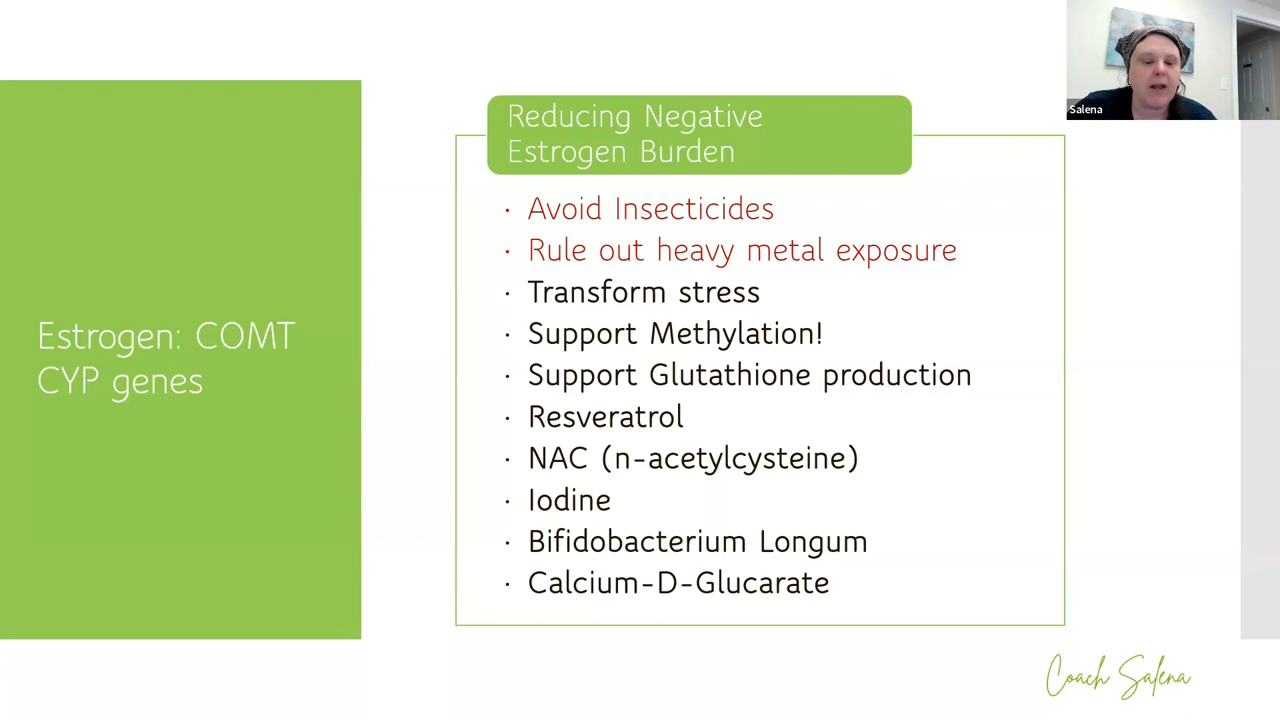 Estrogen: COMT
CYP genes
Reducing Negative
Estrogen Burden
· Avoid Insecticides
· Rule out heavy metal exposure
· Transform stress
· Support Methylation!
· Support Glutathione production
· Resveratrol
· NAC (n-acetylcysteine)
· Iodine
· Bifidobacterium Longum
· Calcium-D-Glucarate
Salena
Coach Salena